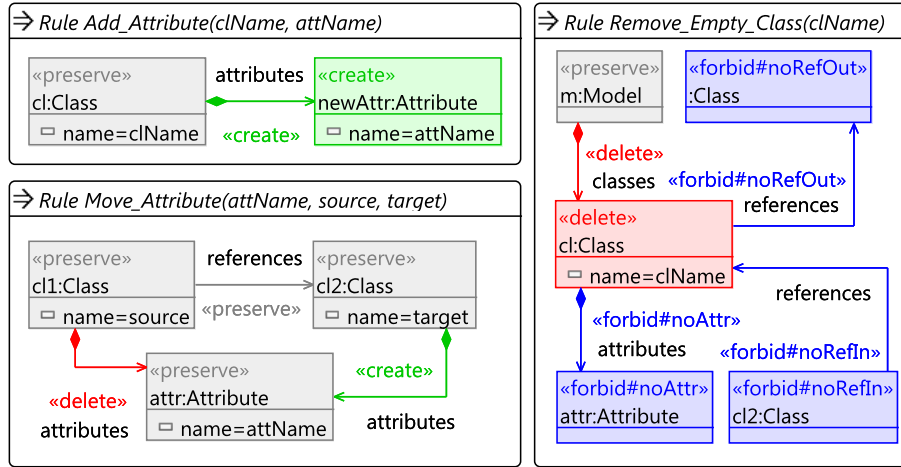 Rule Add_Attribute(clName, attName)
«preserve»
cl:Class
name=clName
attributes
«create»
«create»
newAttr:Attribute
name=attName
Rule Move_Attribute(attName, source, target)
«preserve»
cl1:Class
name=source
references
«preserve»
«preserve»
cl2:Class
name=target
«delete»
attributes
«preserve»
attr:Attribute
name=attName
«create»
attributes
Rule Remove_Empty_Class(clName)
«preserve»
m:Model
«forbid#noRefOut»
:Class
«delete»
classes
«forbid#noRefOut»
references
«delete»
cl:Class
name=clName
references
«forbid#noAttr»
attributes
«forbid#noRefIn»
«forbid#noAttr»
attr:Attribute
«forbid#noRefIn»
cl2:Class